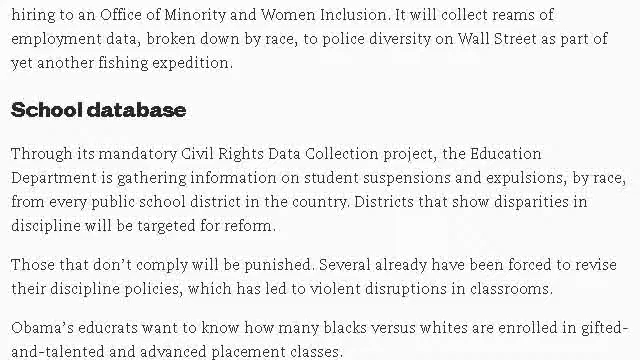 hiring to an Office of Minority and Women Inclusion. It will collect reams of
employment data, broken down by race, to police diversity on Wall Street as part of
yet another fishing expedition.
School database
Through its mandatory Civil Rights Data Collection project, the Education
Department is gathering information on student suspensions and expulsions, by race,
from every public school district in the country. Districts that show disparities in
discipline will be targeted for reform.
Those that don’t comply will be punished. Several already have been forced to revise
their discipline policies, which has led to violent disruptions in classrooms.
Obama’s educrats want to know how many blacks versus whites are enrolled in gifted-
and-talented and advanced placement classes.